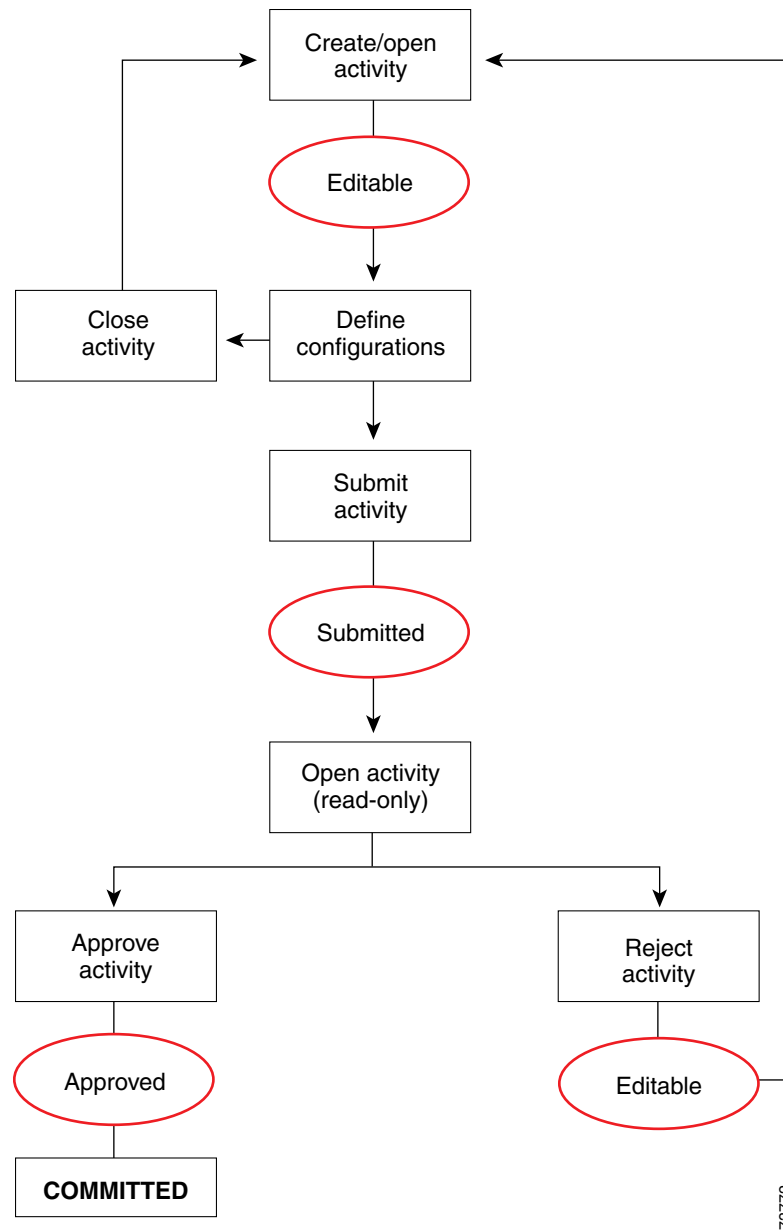 Create/open
activity
Editable
Close
activity
Define
configurations
Submit
activity
Submitted
Open activity
(read-only)
Approve
activity
Reject
activity
Approved
Editable
COMMITTED